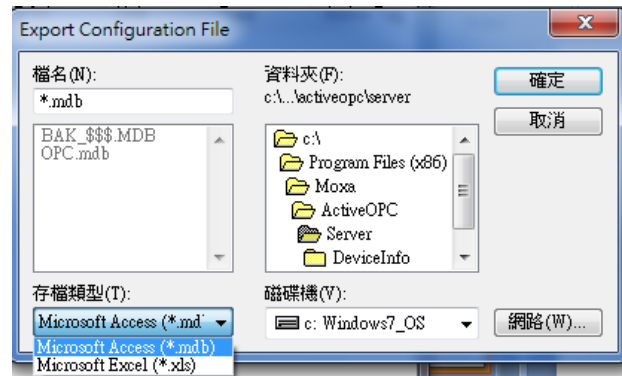 Export Configuration File
檔名(N):
*.mdb
BAK_$$$.MDB
OPC.mdb
資料夾(F):
c:\...\activeopc\server
c:\
Program Files (x86)
Moxa
ActiveOPC
Server
DeviceInfo
確定
取消
存檔類型(T):
Microsoft Access (*.md
Microsoft Access (*.mdb)
Microsoft Excel (*.xls)
磁碟機(V):
c: Windows7_OS
網路(W)...